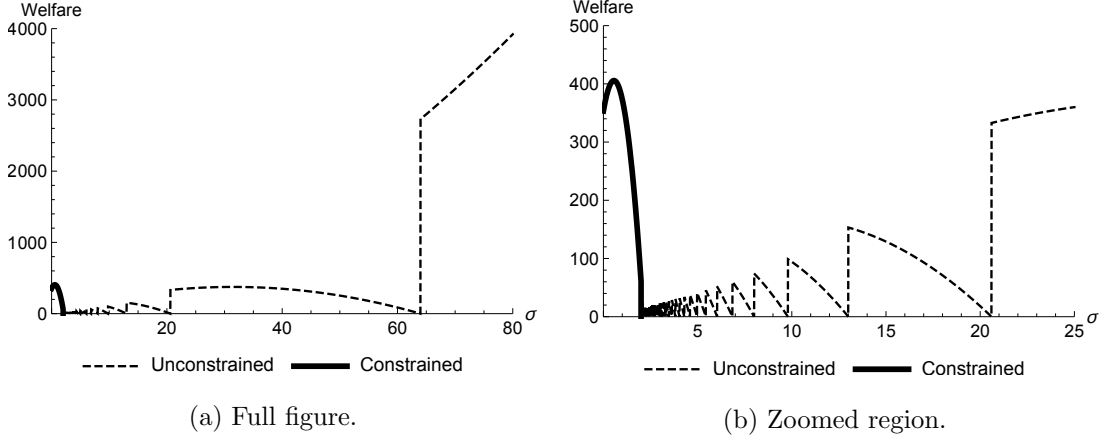 Welfare
4000
3000
2000
1000
0
20
40
60
80
σ
Unconstrained Constrained
(a) Full figure.
Welfare
500
400
300
200
100
0
5
10
15
20
25
σ
Unconstrained Constrained
(b) Zoomed region.